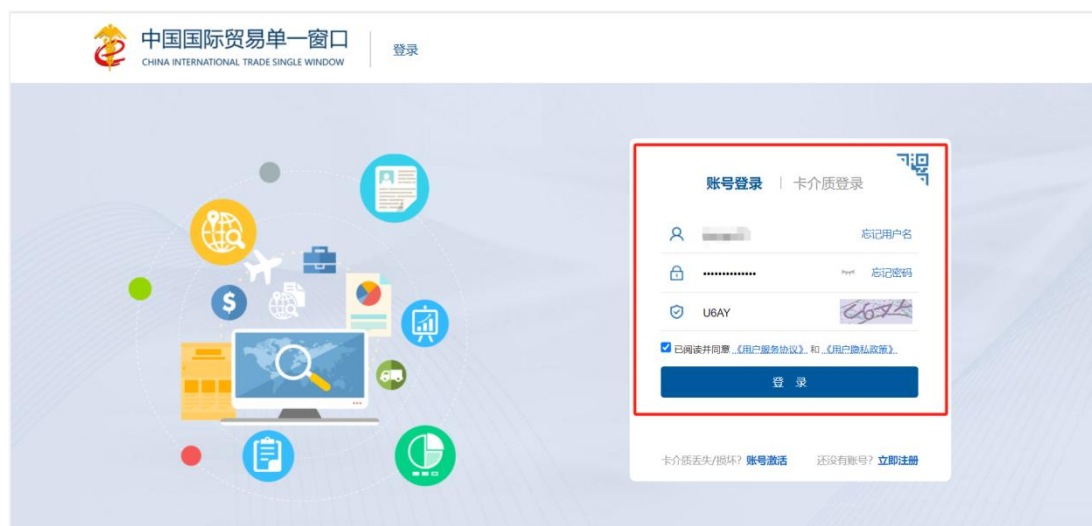 中国国际贸易单一窗口
CHINA INTERNATIONAL TRADE SINGLE WINDOW
登录
账号登录 | 卡介质登录
忘记用户名
•••••••••••••• 忘记密码
U6AY
已阅读并同意 《用户服务协议》 和 《用户隐私政策》
登 录
卡介质丢失/损坏? 账号激活 还没有账号? 立即注册